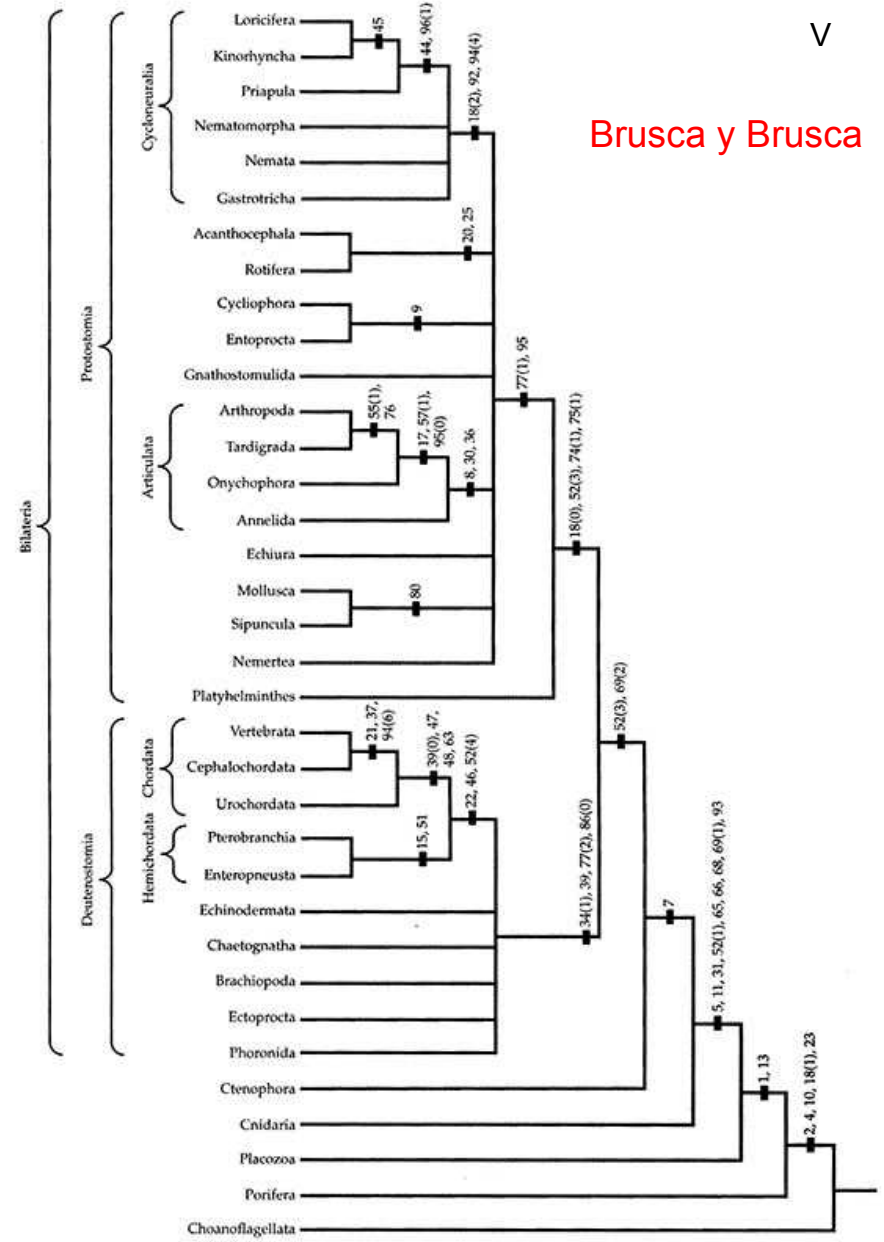 V
Brusca y Brusca
Bilateria
Protostomia
Cycloneuralia
Loricifera
Kinorhyncha
Priapula
Nematomorpha
Nemata
Gastrotricha
45
44, 96(1)
18(2), 92, 94(4)
Acanthocephala
Rotifera
20, 25
Cycliophora
Entoprocta
9
Gnathostomulida
77(1), 95
Articulata
Arthropoda
Tardigrada
Onychophora
Annelida
55(1),
76
17, 57(1),
95(0)
8, 30, 36
18(0), 52(3), 74(1), 75(1)
Echiura
Mollusca
Sipuncula
80
Nemertea
Platyhelminthes
52(3), 69(2)
Deuterostomia
Chordata
Vertebrata
Cephalochordata
Urochordata
21, 37,
94(6)
39(0), 47,
48, 63
22, 46, 52(4)
Hemichordata
Pterobranchia
Enteropneusta
15, 51
34(1), 39, 77(2), 86(0)
Echinodermata
Chaetognatha
Brachiopoda
Ectoprocta
Phoronida
7
5, 11, 31, 52(1), 65, 66, 68, 69(1), 93
Ctenophora
1, 13
Cnidaria
2, 4, 10, 18(1), 23
Placozoa
Porifera
Choanoflagellata